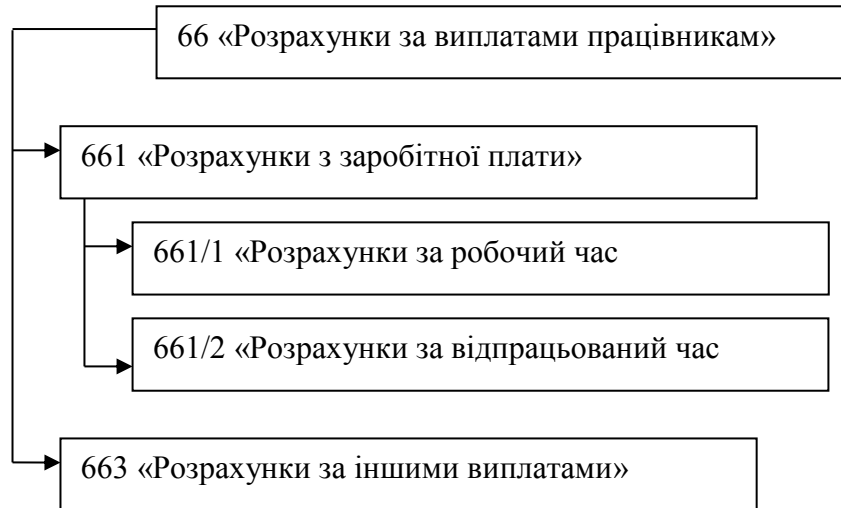 66 «Розрахунки за виплатами працівникам»
661 «Розрахунки з заробітної плати»
661/1 «Розрахунки за робочий час
661/2 «Розрахунки за відпрацьований час
663 «Розрахунки за іншими виплатами»